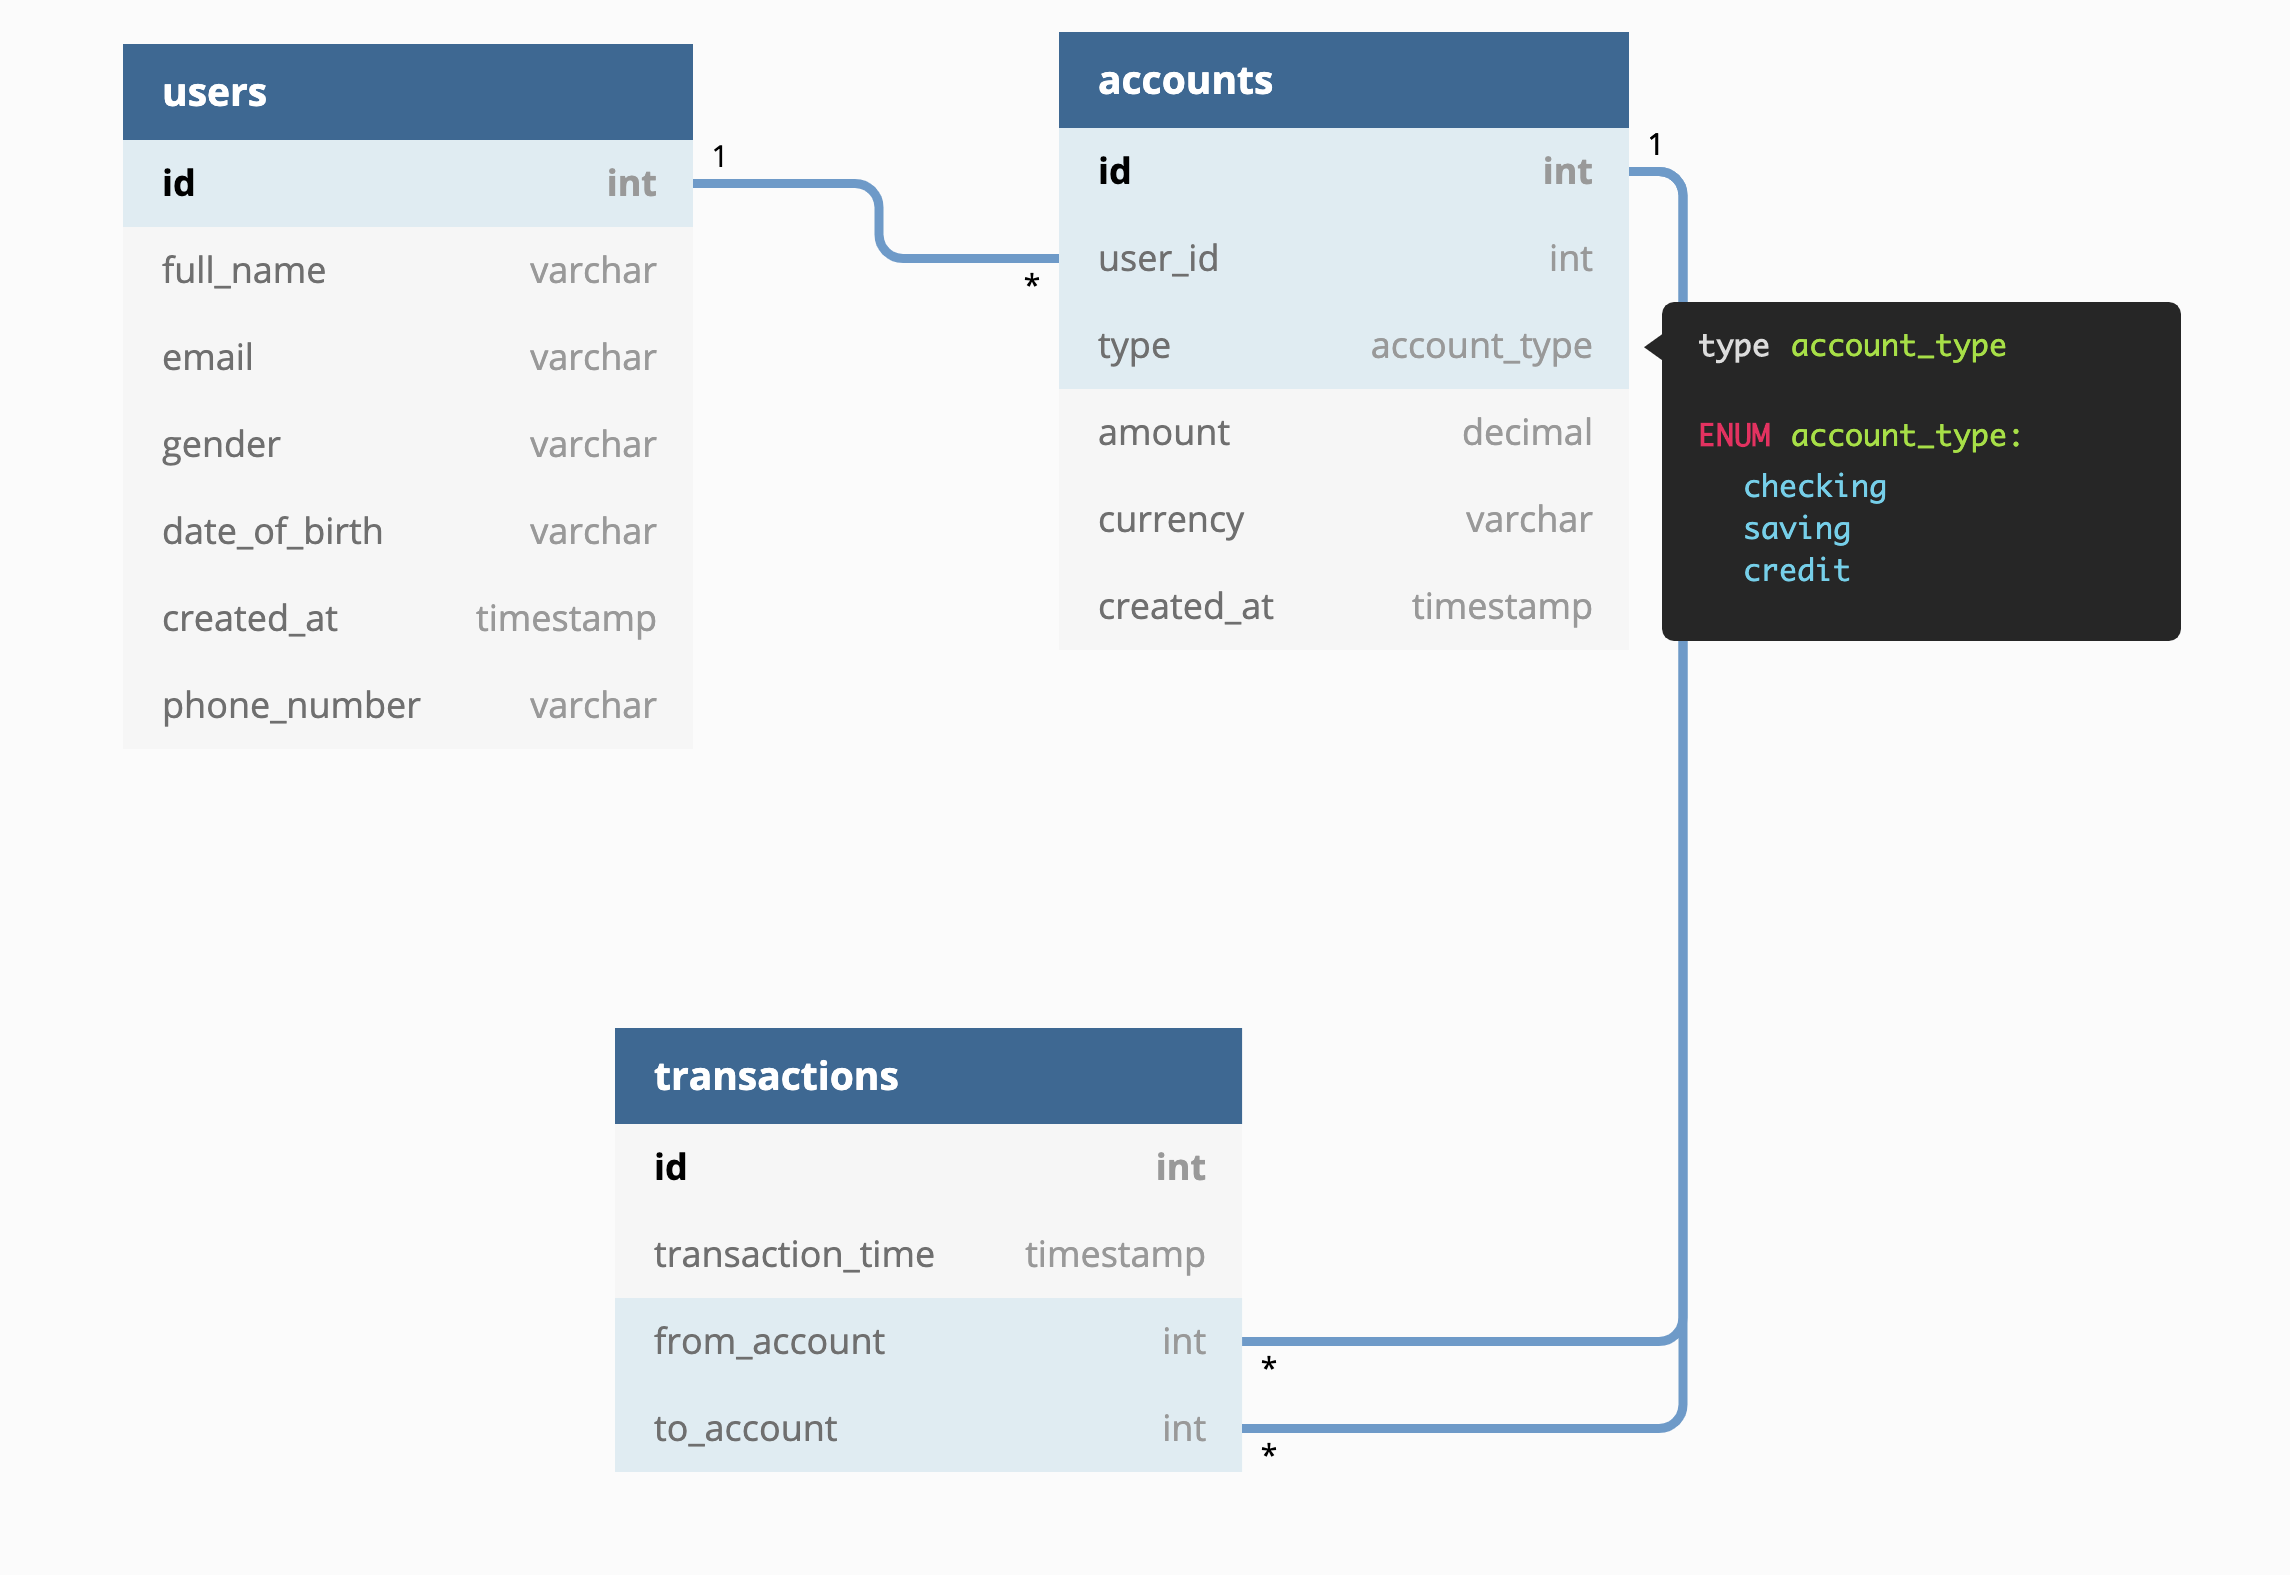 users
id int
full_name varchar
email varchar
gender varchar
date_of_birth varchar
created_at timestamp
phone_number varchar
1
*
accounts
id int
user_id int
type account_type
amount decimal
currency varchar
created_at timestamp
1
type account_type
ENUM account_type:
checking
saving
credit
transactions
id int
transaction_time timestamp
from_account int
*
to_account int
*